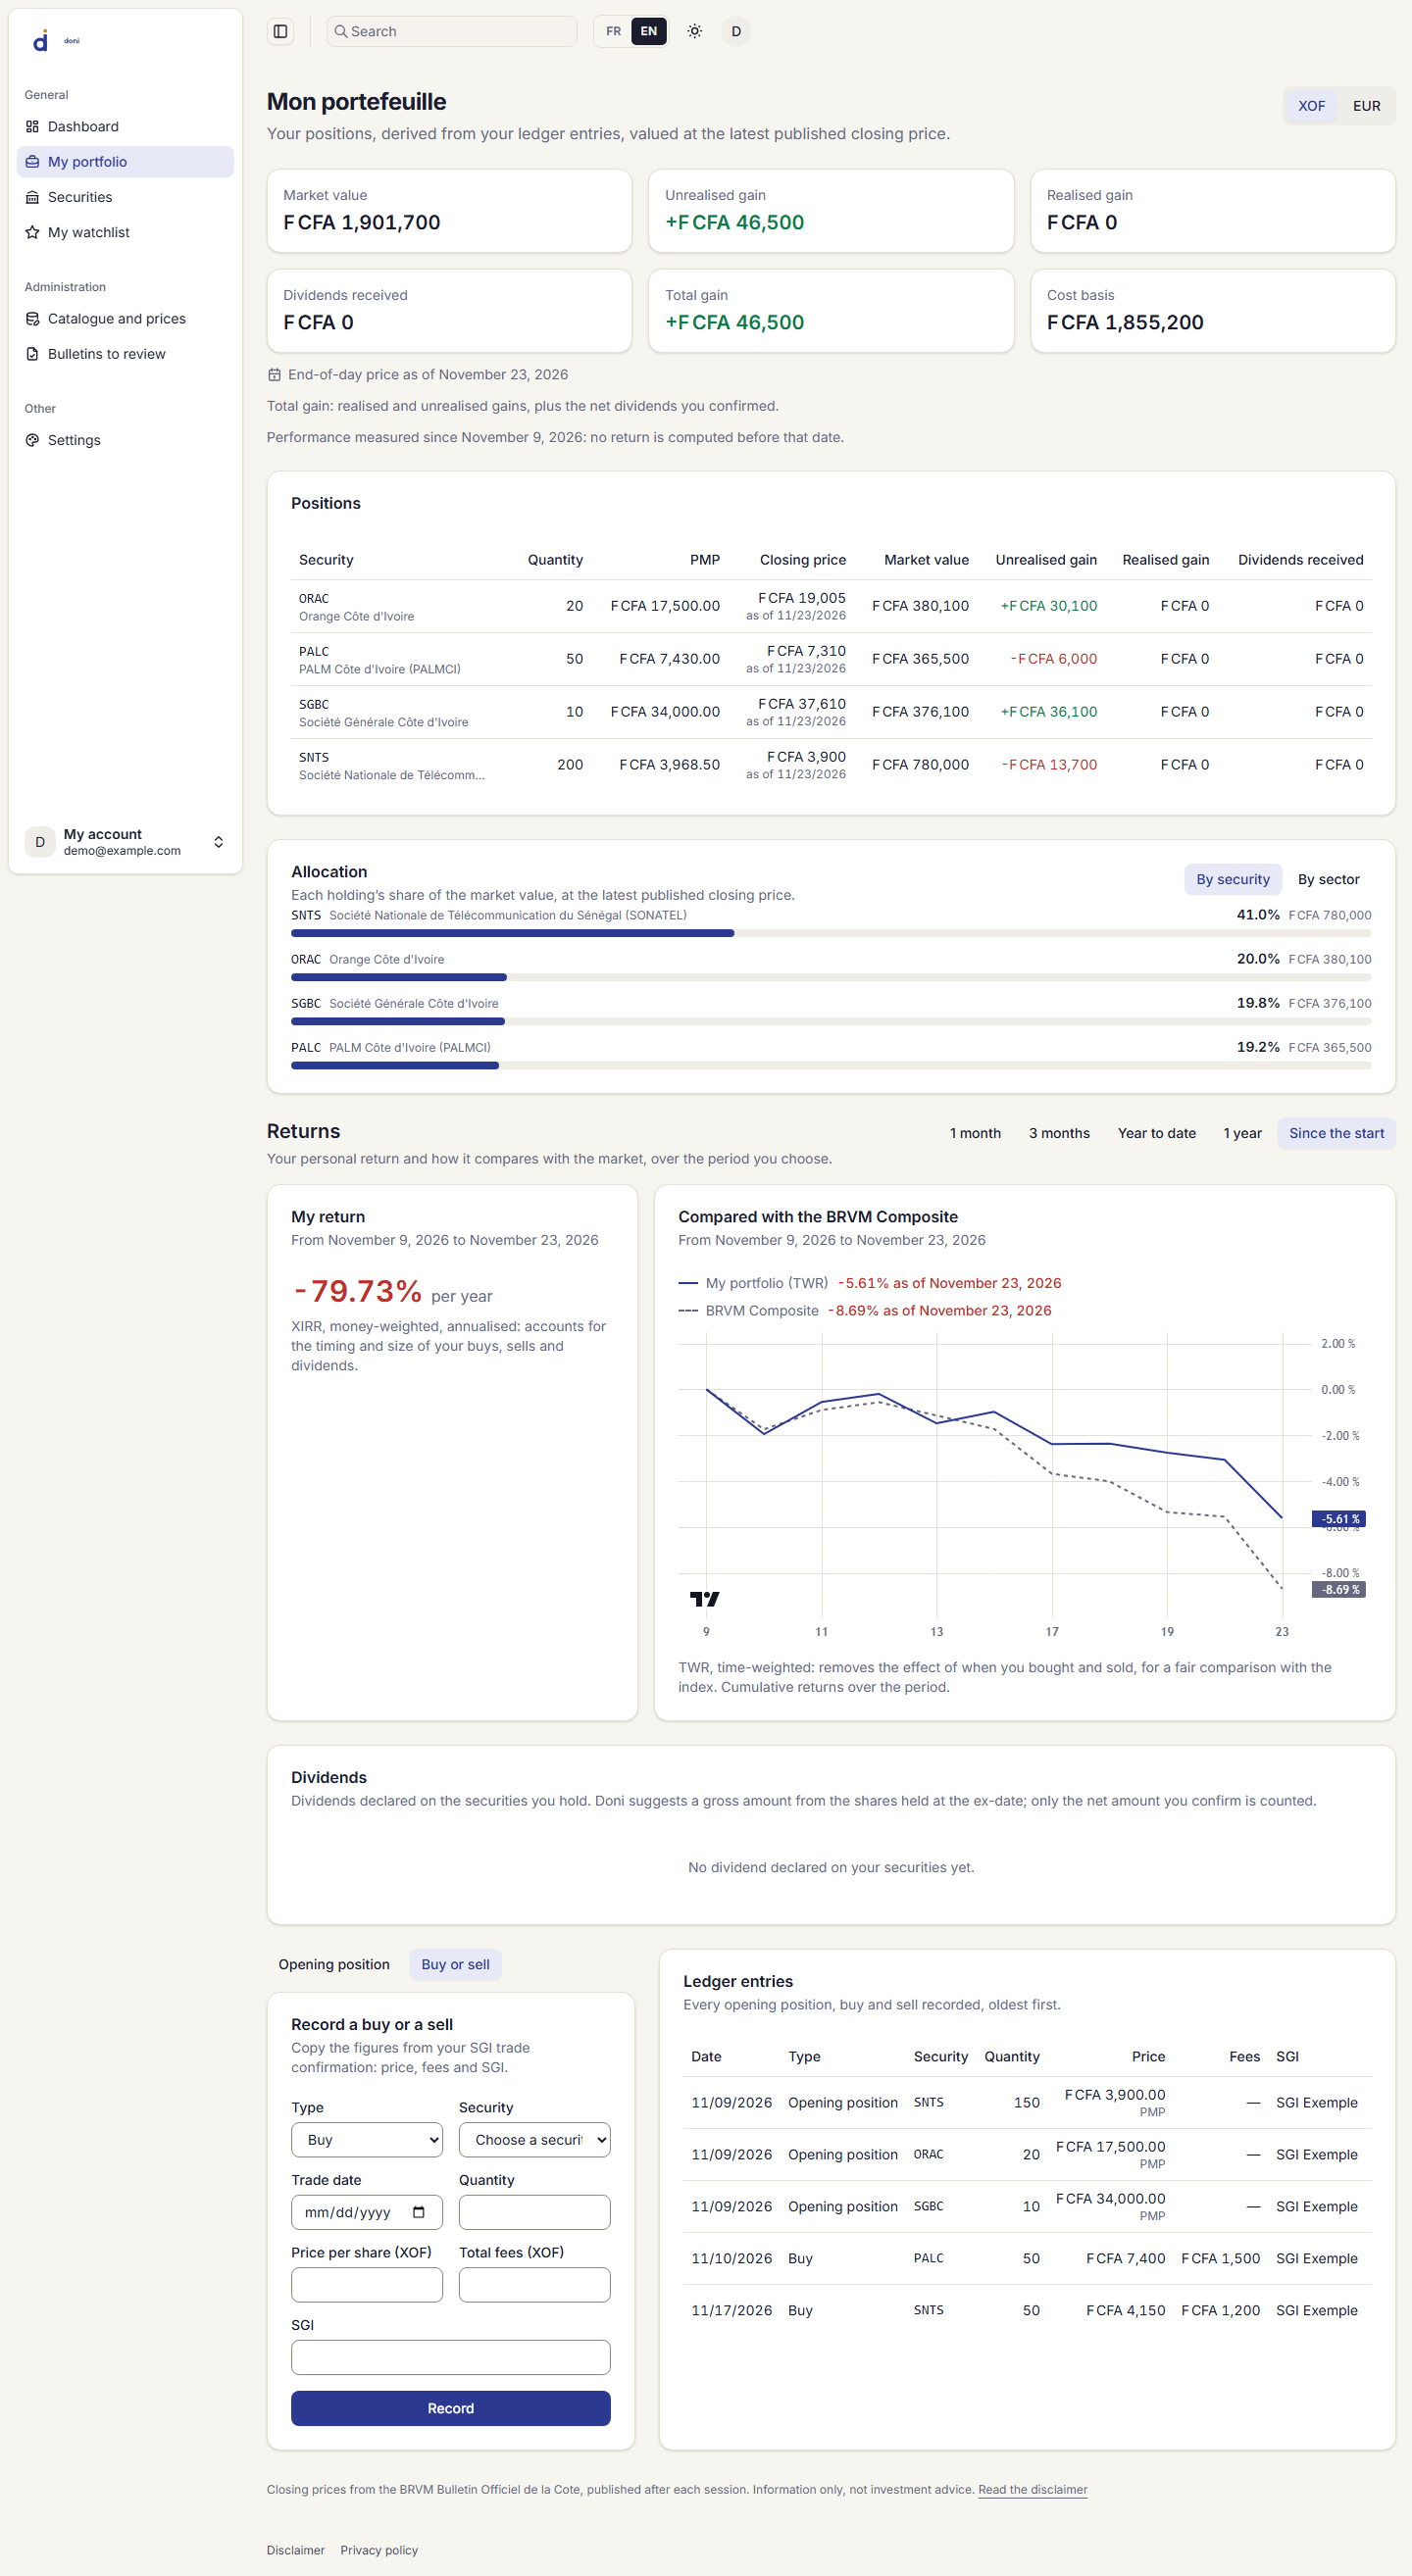 doni
General
Dashboard
My portfolio
Securities
My watchlist
Administration
Catalogue and prices
Bulletins to review
Other
Settings
D
My account
demo@example.com
Search
FR EN
D
Mon portefeuille
Your positions, derived from your ledger entries, valued at the latest published closing price.
XOF EUR
Market value
F CFA 1,901,700
Unrealised gain
+F CFA 46,500
Realised gain
F CFA 0
Dividends received
F CFA 0
Total gain
+F CFA 46,500
Cost basis
F CFA 1,855,200
End-of-day price as of November 23, 2026
Total gain: realised and unrealised gains, plus the net dividends you confirmed.
Performance measured since November 9, 2026: no return is computed before that date.
Positions
Security Quantity PMP Closing price Market value Unrealised gain Realised gain Dividends received
ORAC 20 F CFA 17,500.00 F CFA 19,005 F CFA 380,100 +F CFA 30,100 F CFA 0 F CFA 0
Orange Côte d'Ivoire as of 11/23/2026
PALC 50 F CFA 7,430.00 F CFA 7,310 F CFA 365,500 -F CFA 6,000 F CFA 0 F CFA 0
PALM Côte d'Ivoire (PALMCI) as of 11/23/2026
SGBC 10 F CFA 34,000.00 F CFA 37,610 F CFA 376,100 +F CFA 36,100 F CFA 0 F CFA 0
Société Générale Côte d'Ivoire as of 11/23/2026
SNTS 200 F CFA 3,968.50 F CFA 3,900 F CFA 780,000 -F CFA 13,700 F CFA 0 F CFA 0
Société Nationale de Télécomm... as of 11/23/2026
Allocation
Each holding’s share of the market value, at the latest published closing price.
By security By sector
SNTS Société Nationale de Télécommunication du Sénégal (SONATEL) 41.0% F CFA 780,000
ORAC Orange Côte d'Ivoire 20.0% F CFA 380,100
SGBC Société Générale Côte d'Ivoire 19.8% F CFA 376,100
PALC PALM Côte d'Ivoire (PALMCI) 19.2% F CFA 365,500
Returns
Your personal return and how it compares with the market, over the period you choose.
1 month 3 months Year to date 1 year Since the start
My return
From November 9, 2026 to November 23, 2026
-79.73% per year
XIRR, money-weighted, annualised: accounts for
the timing and size of your buys, sells and
dividends.
Compared with the BRVM Composite
From November 9, 2026 to November 23, 2026
My portfolio (TWR) -5.61% as of November 23, 2026
BRVM Composite -8.69% as of November 23, 2026
2.00 %
0.00 %
-2.00 %
-4.00 %
-5.61 %
-8.00 %
-8.69 %
9 11 13 17 19 23
TWR, time-weighted: removes the effect of when you bought and sold, for a fair comparison with the
index. Cumulative returns over the period.
Dividends
Dividends declared on the securities you hold. Doni suggests a gross amount from the shares held at the ex-date; only the net amount you confirm is counted.
No dividend declared on your securities yet.
Opening position Buy or sell
Record a buy or a sell
Copy the figures from your SGI trade
confirmation: price, fees and SGI.
Type Security
Buy Choose a securit
Trade date Quantity
mm/dd/yyyy
Price per share (XOF) Total fees (XOF)
SGI
Record
Ledger entries
Every opening position, buy and sell recorded, oldest first.
Date Type Security Quantity Price Fees SGI
11/09/2026 Opening position SNTS 150 F CFA 3,900.00 — SGI Exemple
PMP
11/09/2026 Opening position ORAC 20 F CFA 17,500.00 — SGI Exemple
PMP
11/09/2026 Opening position SGBC 10 F CFA 34,000.00 — SGI Exemple
PMP
11/10/2026 Buy PALC 50 F CFA 7,400 F CFA 1,500 SGI Exemple
11/17/2026 Buy SNTS 50 F CFA 4,150 F CFA 1,200 SGI Exemple
Closing prices from the BRVM Bulletin Officiel de la Cote, published after each session. Information only, not investment advice. Read the disclaimer
Disclaimer Privacy policy